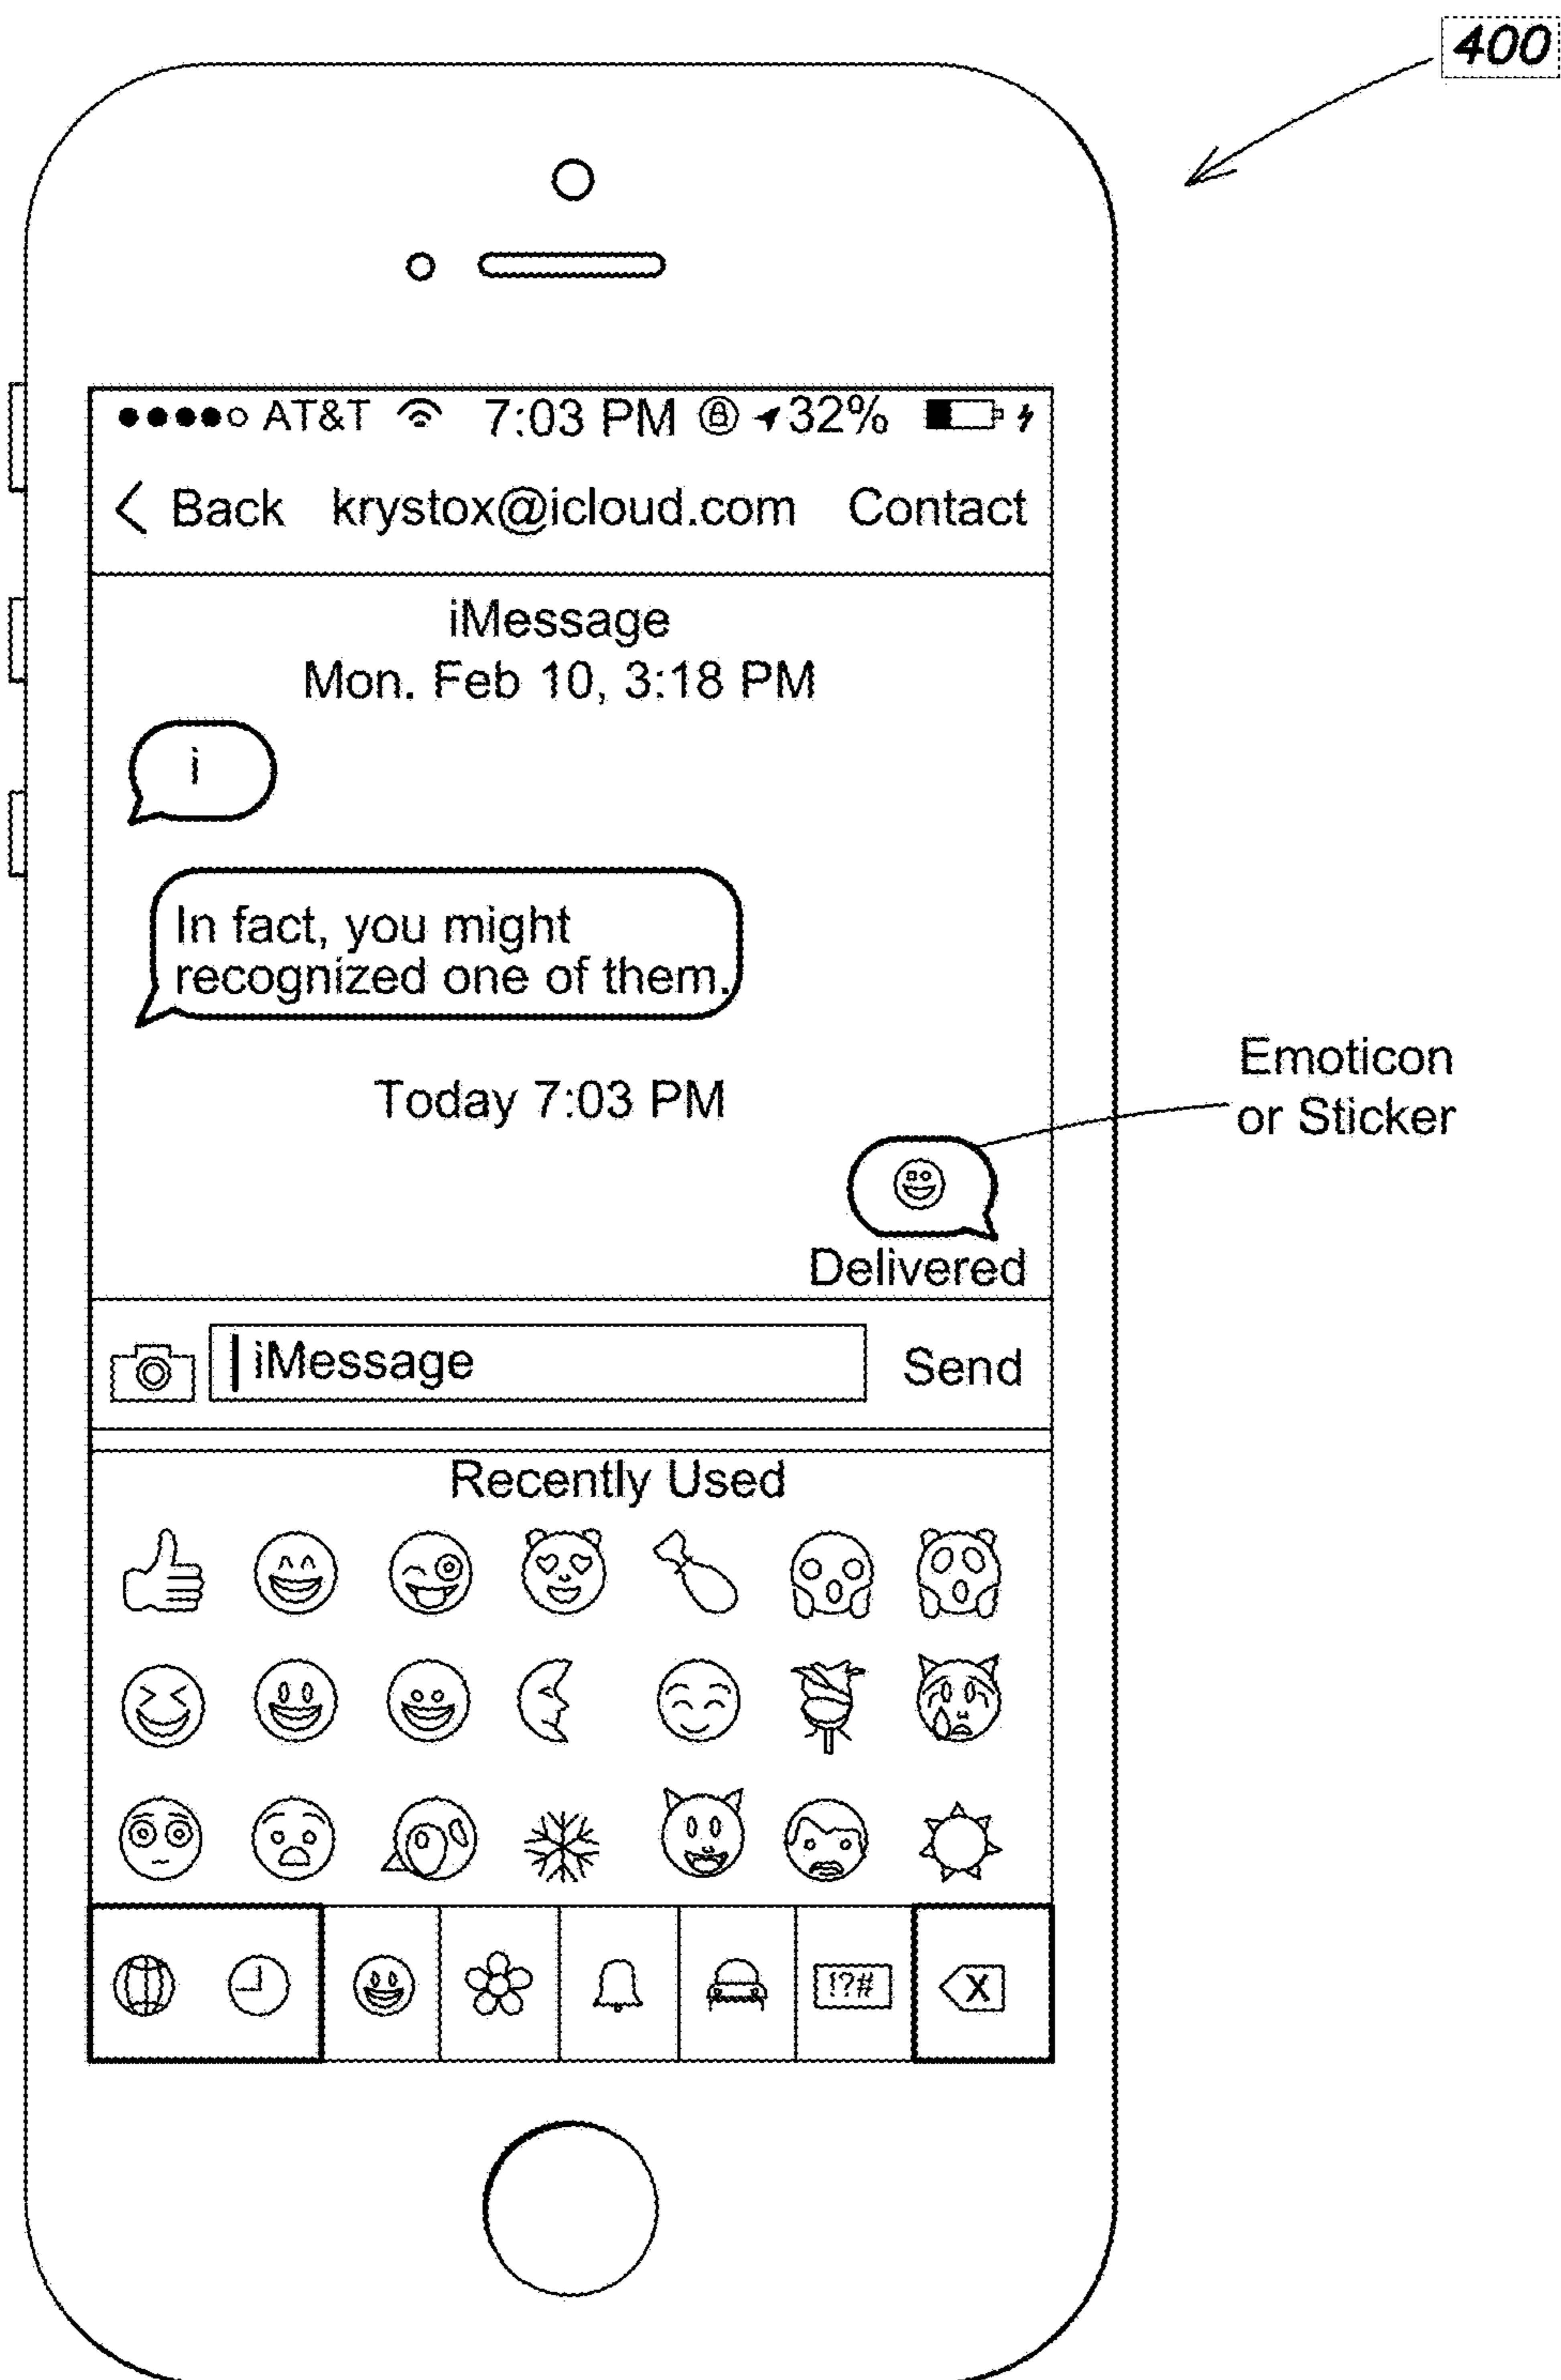 400
AT&T 7:03 PM 32%
Back krystox@icloud.com Contact
iMessage
Mon. Feb 10, 3:18 PM
i
In fact, you might
recognized one of them.
Today 7:03 PM
Emoticon
or Sticker
Delivered
iMessage Send
Recently Used
!?# X